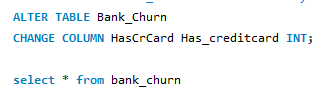 ALTER TABLE Bank_Churn
CHANGE COLUMN HasCrCard Has_creditcard INT;
select * from bank_churn